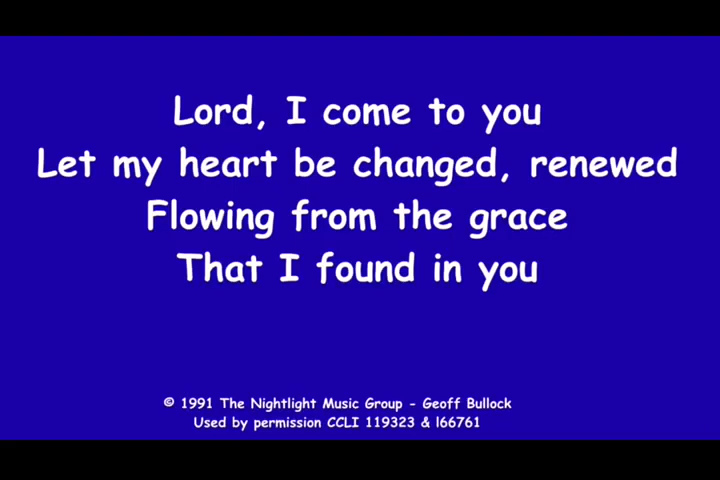 Lord, I come to you
Let my heart be changed, renewed
Flowing from the grace
That I found in you
© 1991 The Nightlight Music Group - Geoff Bullock
Used by permission CCLI 119323 & l66761